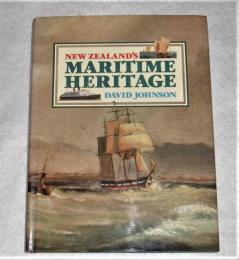 NEW ZEALAND'S
MARITIME
HERITAGE
DAVID JOHNSON